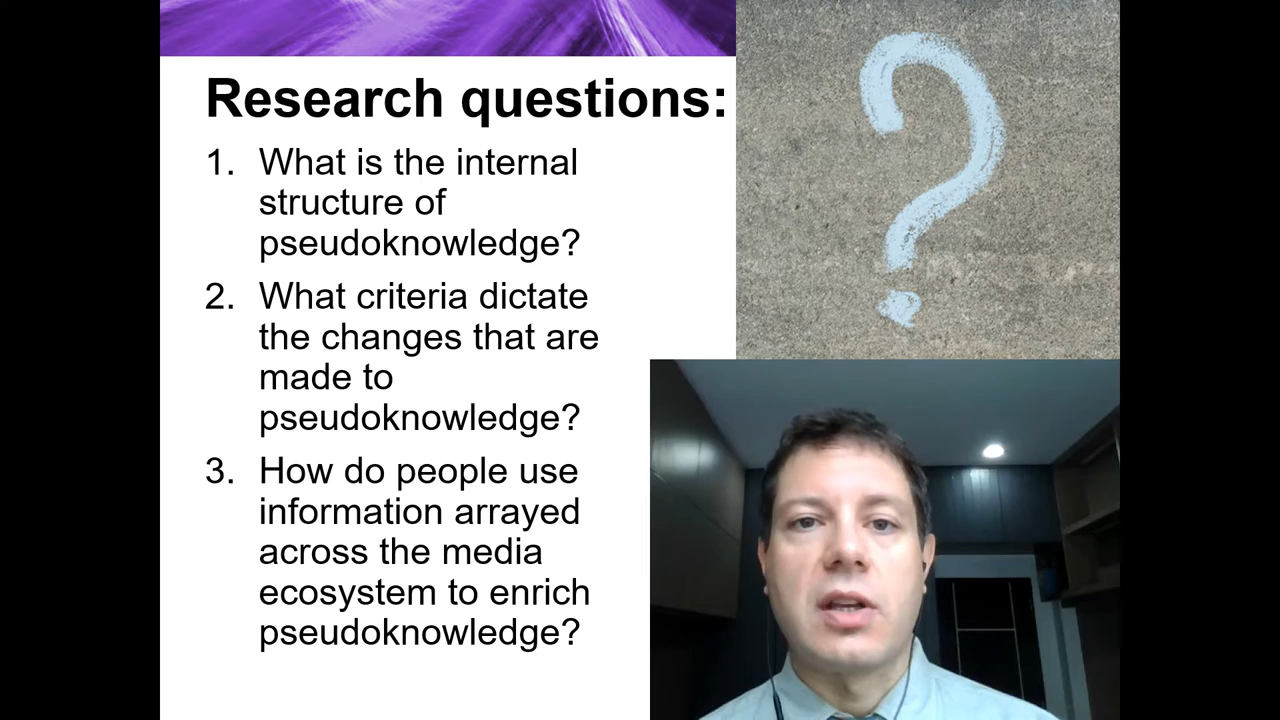 Research questions:
1. What is the internal
structure of
pseudoknowledge?
2. What criteria dictate
the changes that are
made to
pseudoknowledge?
3. How do people use
information arrayed
across the media
ecosystem to enrich
pseudoknowledge?
?